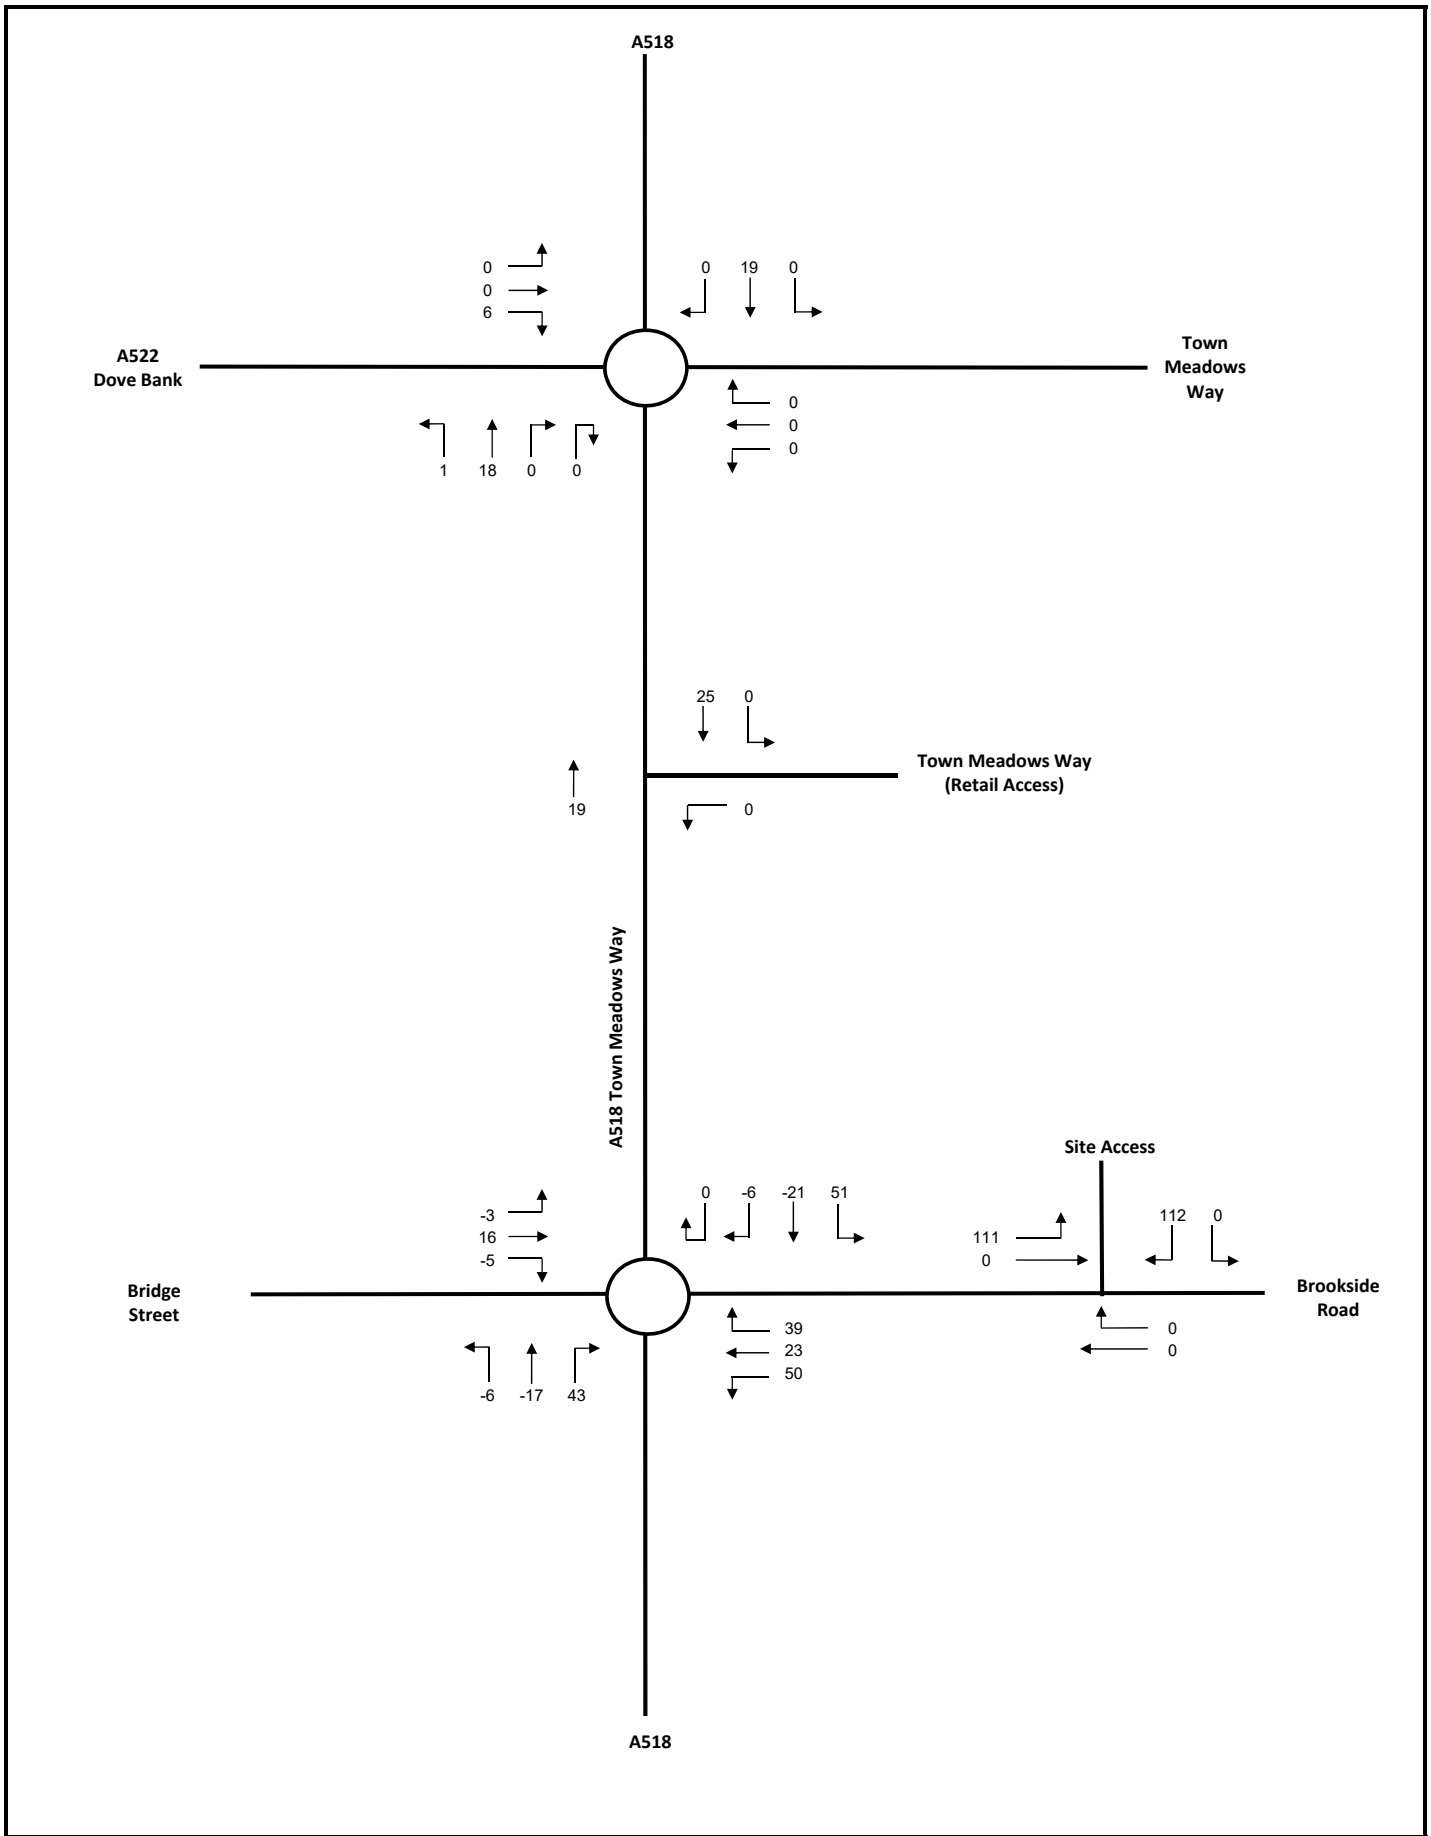 A518
0
0
6
0 19 0
A522
Dove Bank
Town
Meadows
Way
0
0
0
1 18 0 0
25 0
Town Meadows Way
(Retail Access)
19
0
A518 Town Meadows Way
Site Access
-3
16
-5
0 -6 -21 51
111
0
112 0
Bridge
Street
Brookside
Road
39
23
50
0
0
-6 -17 43
A518